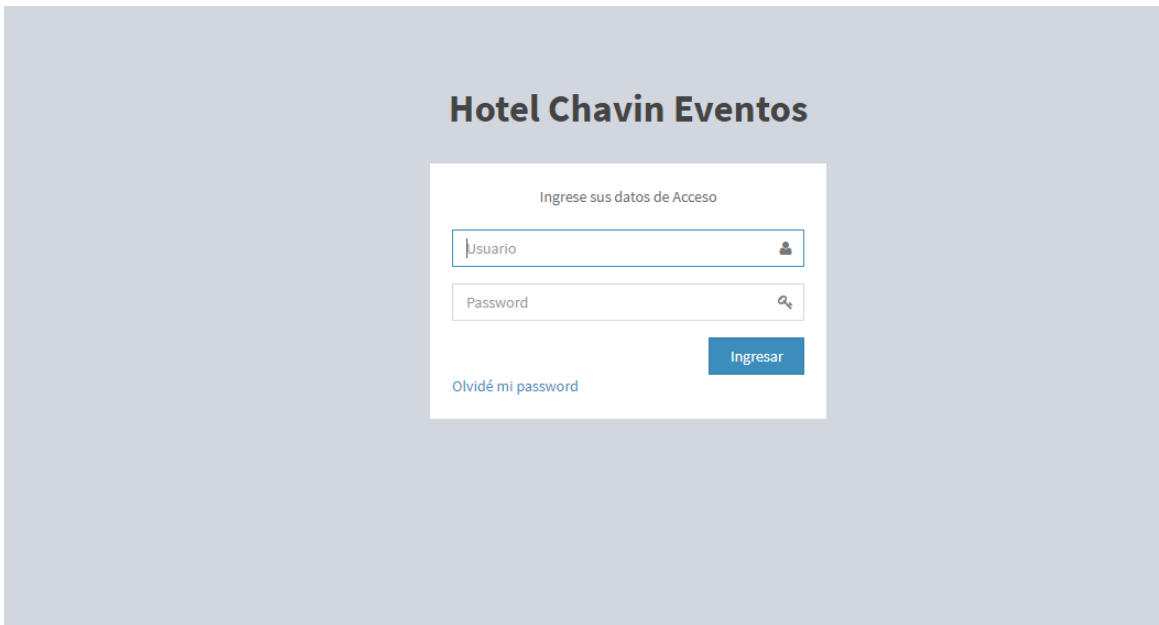 Hotel Chavin Eventos
Ingrese sus datos de Acceso
Usuario
Password
Ingresar
Olvidé mi password